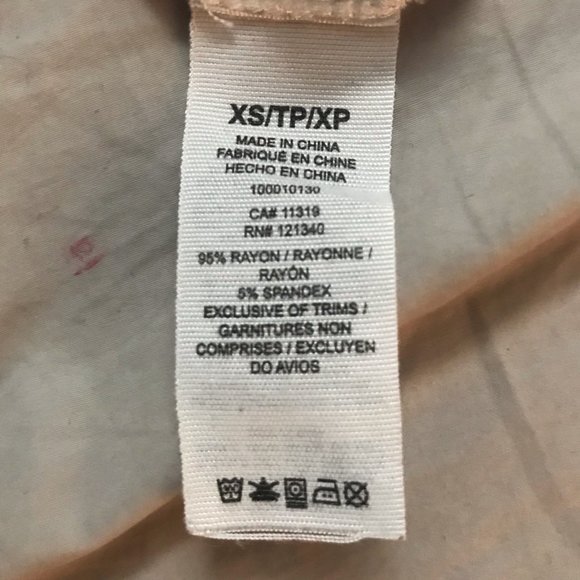 XS/TP/XP
MADE IN CHINA
FABRIQUÉ EN CHINE
HECHO EN CHINA
100010130
CA# 11319
RN# 121340
95% RAYON / RAYONNE /
RAYÓN
5% SPANDEX
EXCLUSIVE OF TRIMS /
GARNITURES NON
COMPRISES / EXCLUYEN
DO AVIOS